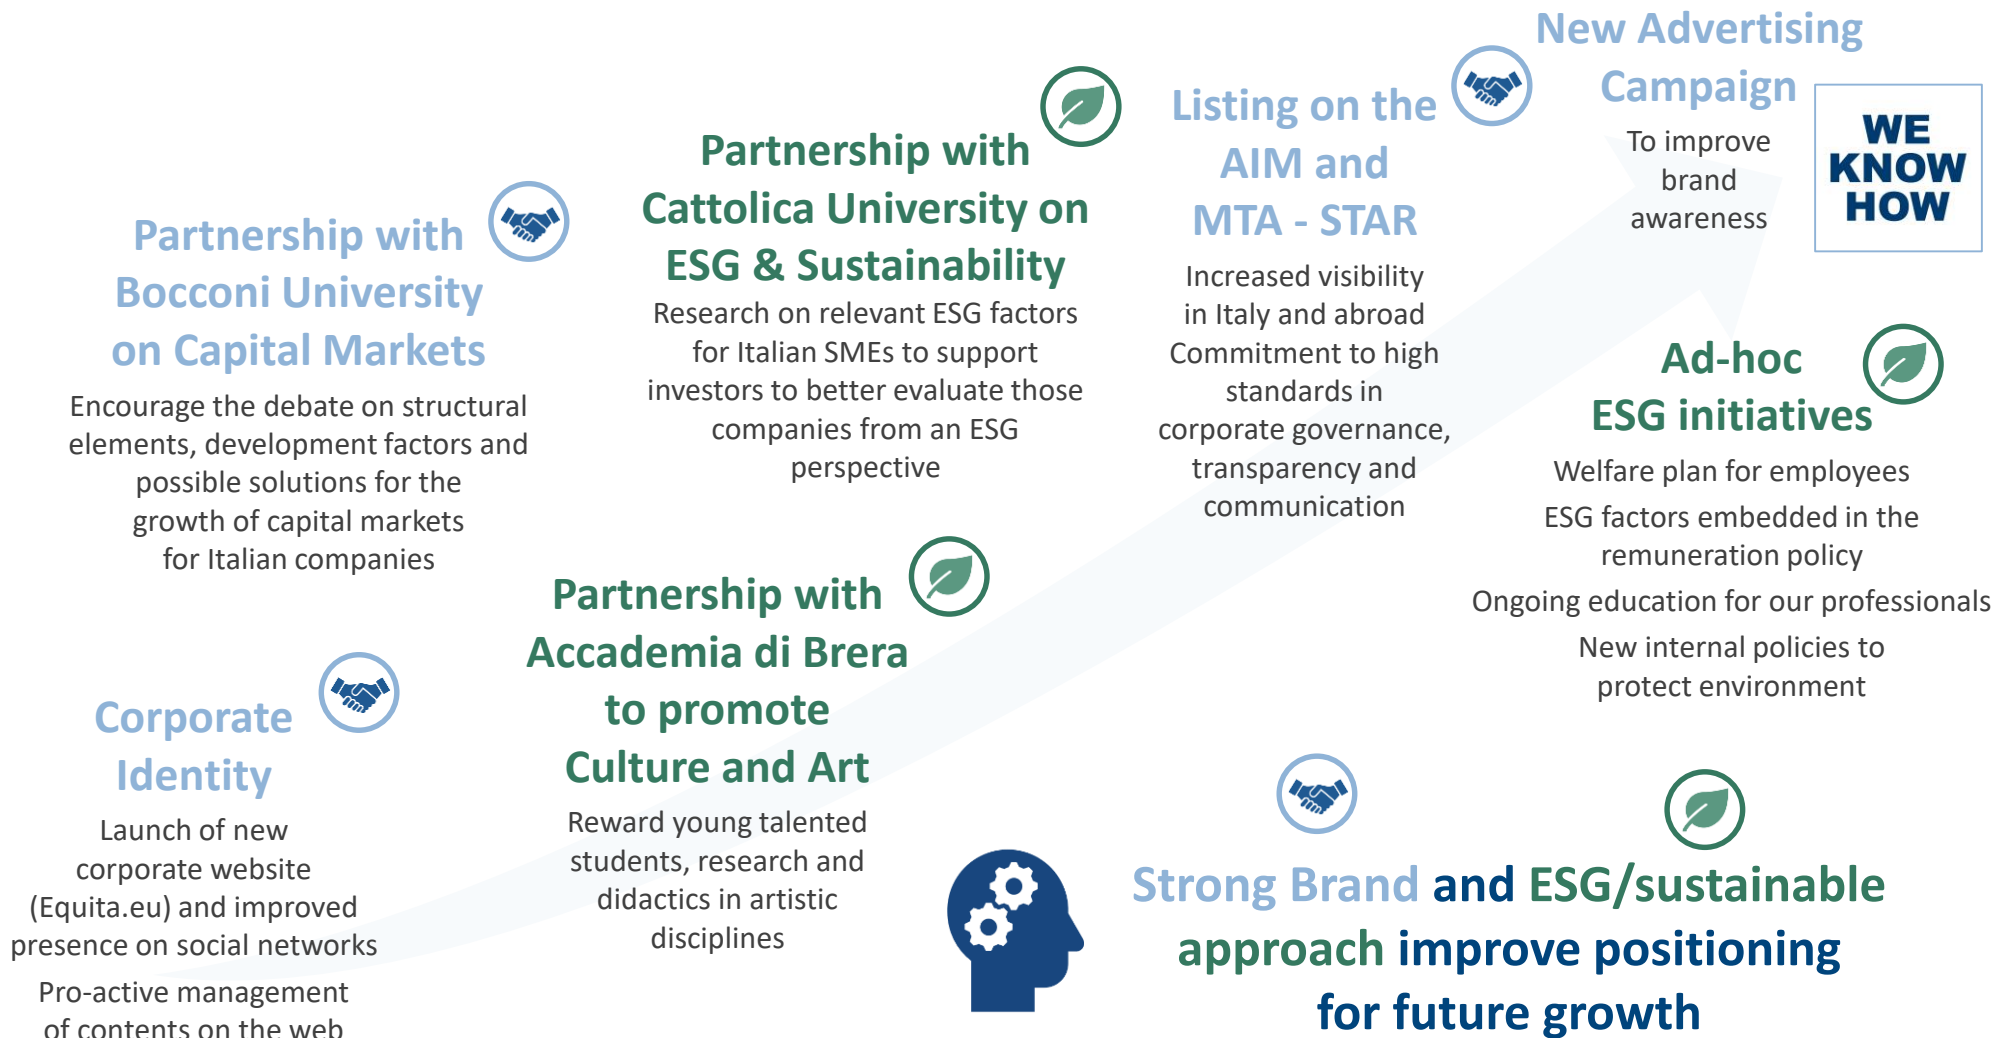 Partnership with
Bocconi University
on Capital Markets
Encourage the debate on structural
elements, development factors and
possible solutions for the
growth of capital markets
for Italian companies
Corporate
Identity
Launch of new
corporate website
(Equita.eu) and improved
presence on social networks
Pro-active management
of contents on the web
Partnership with
Cattolica University on
ESG & Sustainability
Research on relevant ESG factors
for Italian SMEs to support
investors to better evaluate those
companies from an ESG
perspective
Partnership with
Accademia di Brera
to promote
Culture and Art
Reward young talented
students, research and
didactics in artistic
disciplines
Listing on the
AIM and
MTA - STAR
Increased visibility
in Italy and abroad
Commitment to high
standards in
corporate governance,
transparency and
communication
New Advertising
Campaign
To improve
brand
awareness
WE
KNOW
HOW
Ad-hoc
ESG initiatives
Welfare plan for employees
ESG factors embedded in the
remuneration policy
Ongoing education for our professionals
New internal policies to
protect environment
Strong Brand and ESG/sustainable
approach improve positioning
for future growth